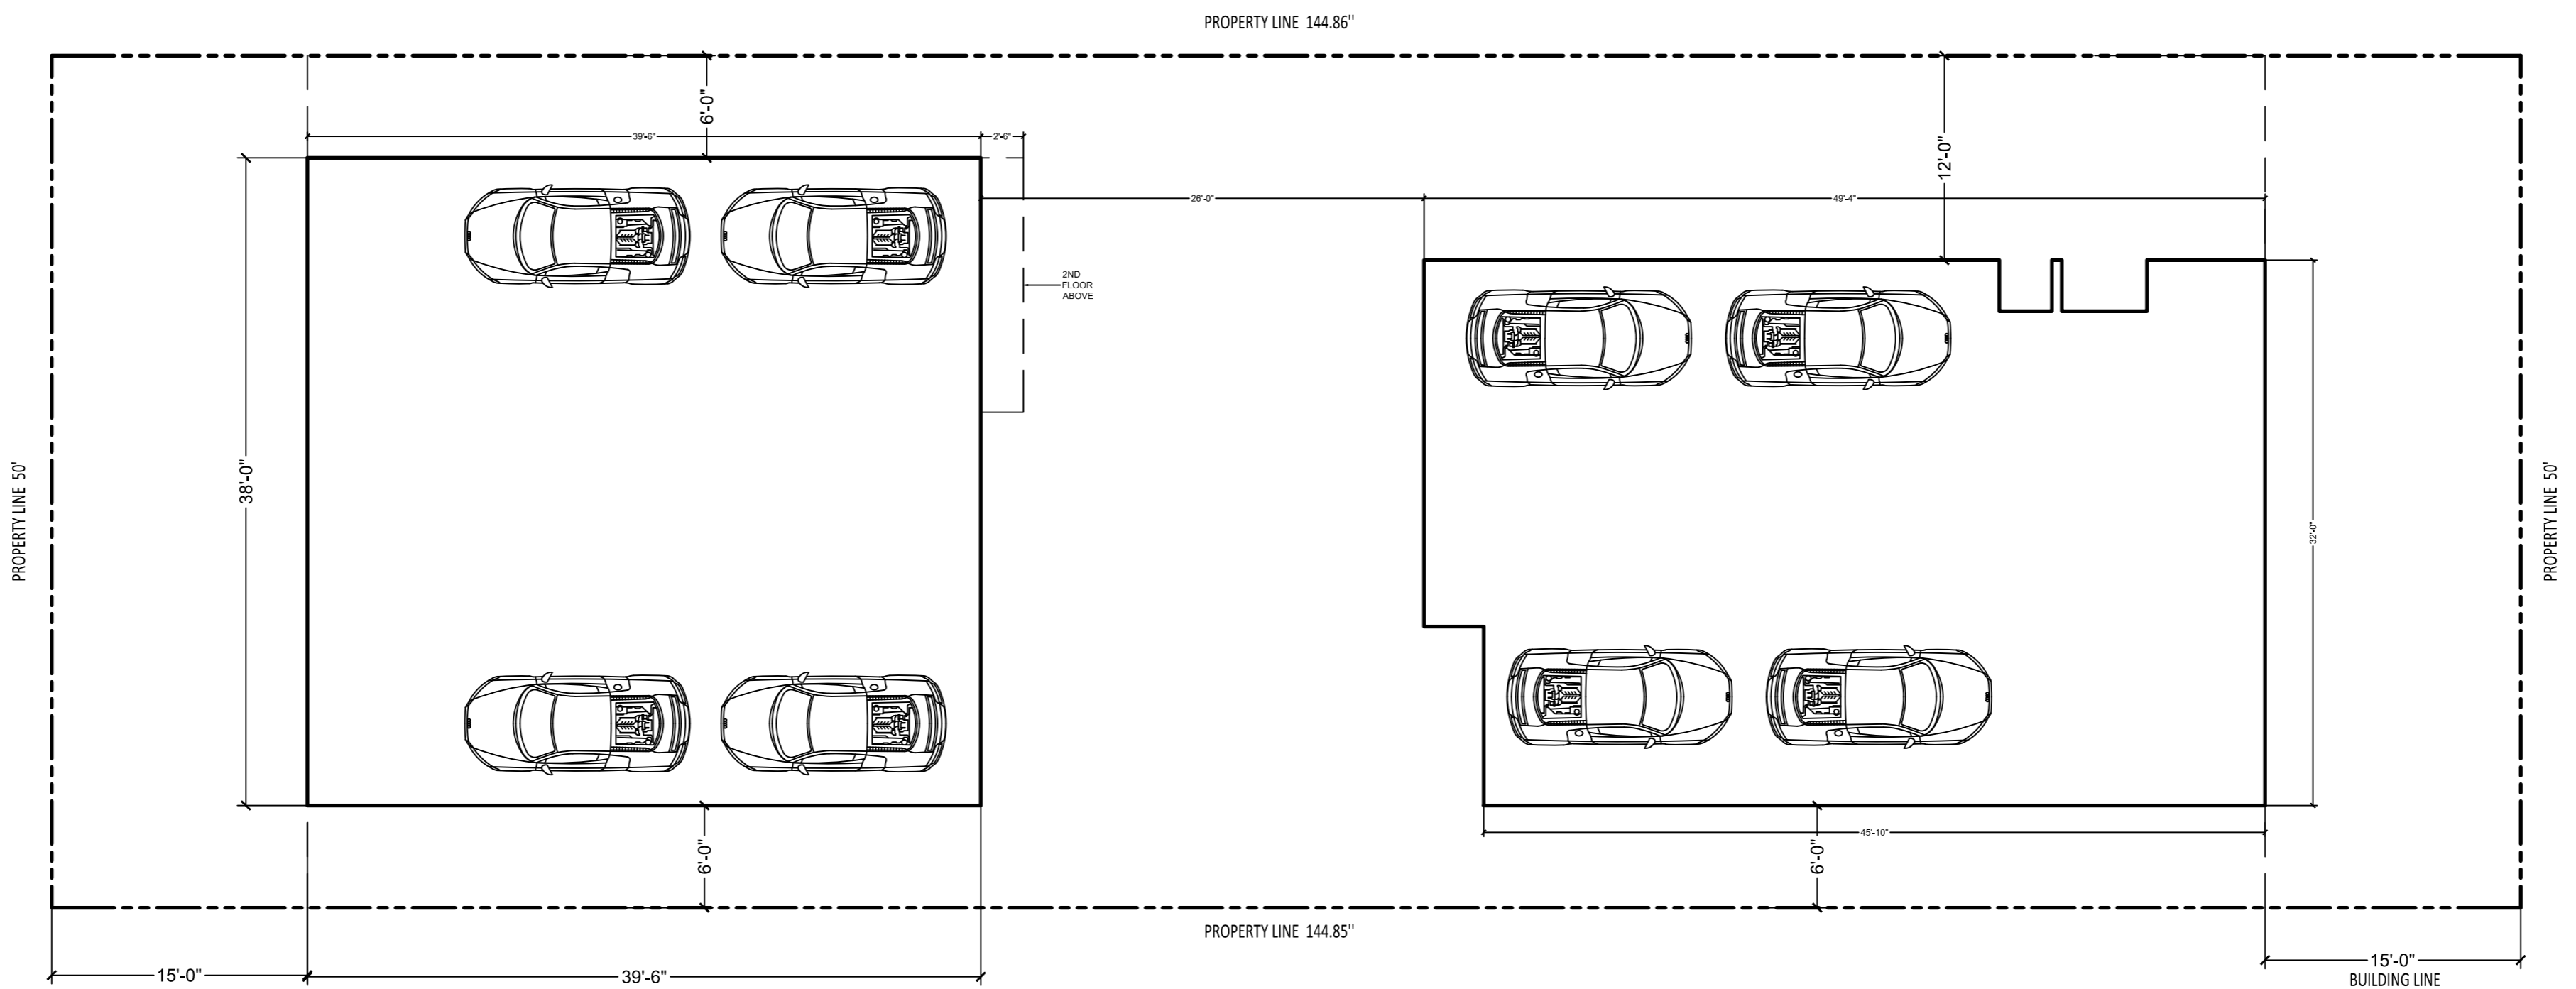 PROPERTY LINE 144.86"
6'-0"
12'-0"
39'-6"
2'-6"
26'-0"
49'-4"
2ND
FLOOR
ABOVE
38'-0"
PROPERTY LINE 50'
PROPERTY LINE 50'
32'-0"
45'-10"
6'-0"
6'-0"
PROPERTY LINE 144.85"
15'-0"
39'-6"
15'-0"
BUILDING LINE